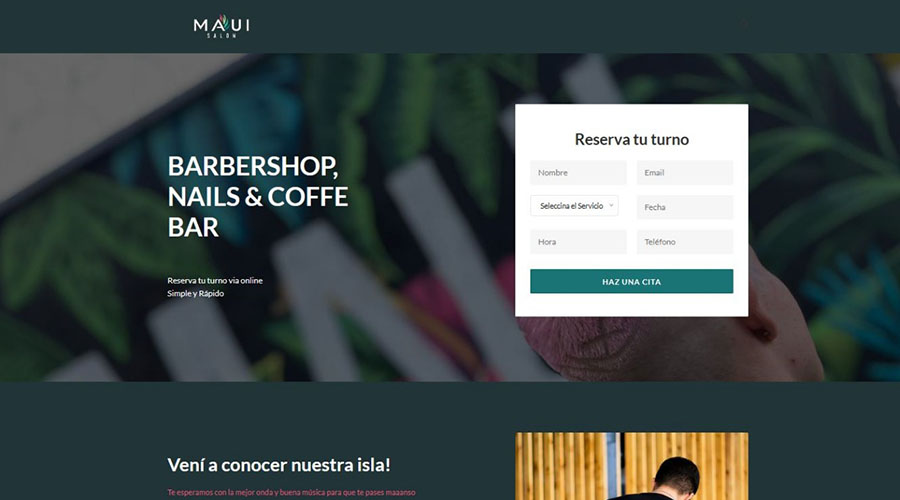 MAUI
SALON
BARBERSHOP,
NAILS & COFFE
BAR
Reserva tu turno via online
Simple y Rápido
Reserva tu turno
Nombre
Email
Seleccina el Servicio
Fecha
Hora
Teléfono
HAZ UNA CITA
Vení a conocer nuestra isla!
Te esperamos con la mejor onda y buena música para que te pases maaanso